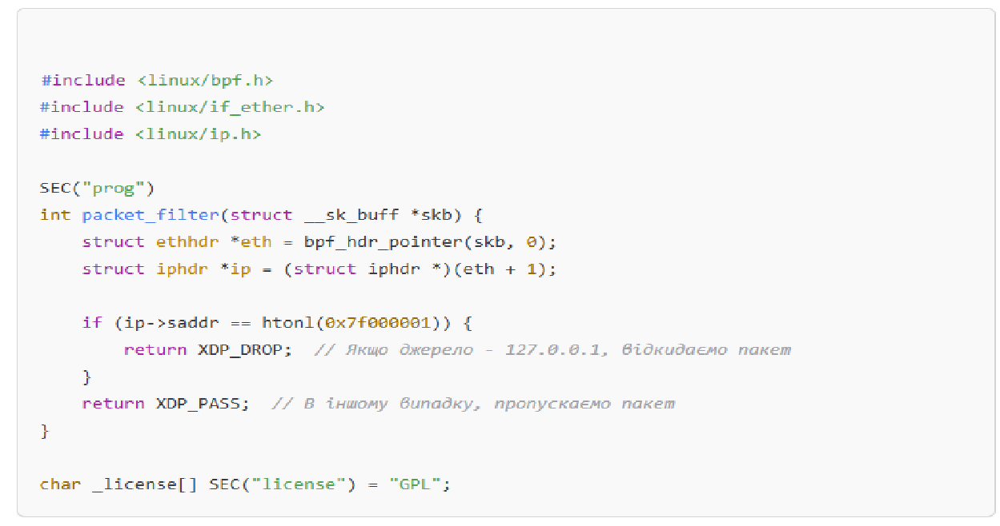 #include <linux/bpf.h>
#include <linux/if_ether.h>
#include <linux/ip.h>
SEC("prog")
int packet_filter(struct __sk_buff *skb) {
    struct ethhdr *eth = bpf_hdr_pointer(skb, 0);
    struct iphdr *ip = (struct iphdr *)(eth + 1);
    if (ip->saddr == htonl(0x7f000001)) {
        return XDP_DROP;  // Якщо джерело - 127.0.0.1, відкидаємо пакет
    }
    return XDP_PASS;  // В іншому випадку, пропускаємо пакет
}
char _license[] SEC("license") = "GPL";